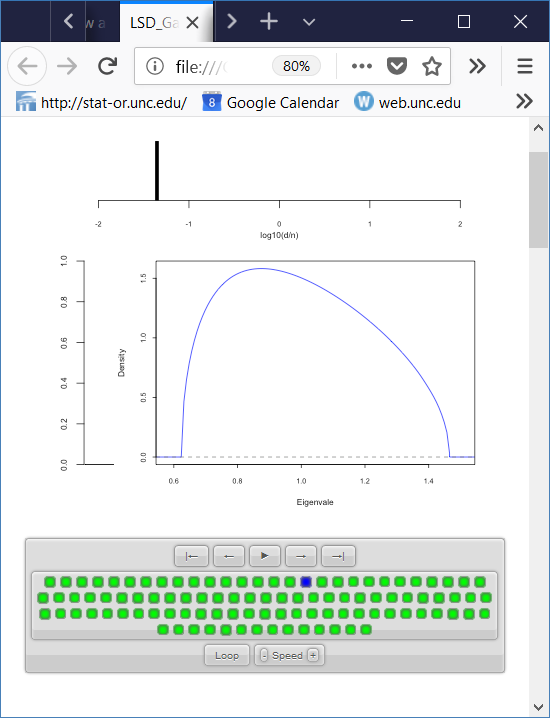 LSD_Ga
file:///
80%
http://stat-or.unc.edu/
8 Google Calendar
W web.unc.edu
-2 -1 0 1 2
log10(d/n)
1.0
0.8
0.6
0.4
0.2
0.0
Density
1.5
1.0
0.5
0.0
0.6 0.8 1.0 1.2 1.4
Eigenvale
Loop - Speed +